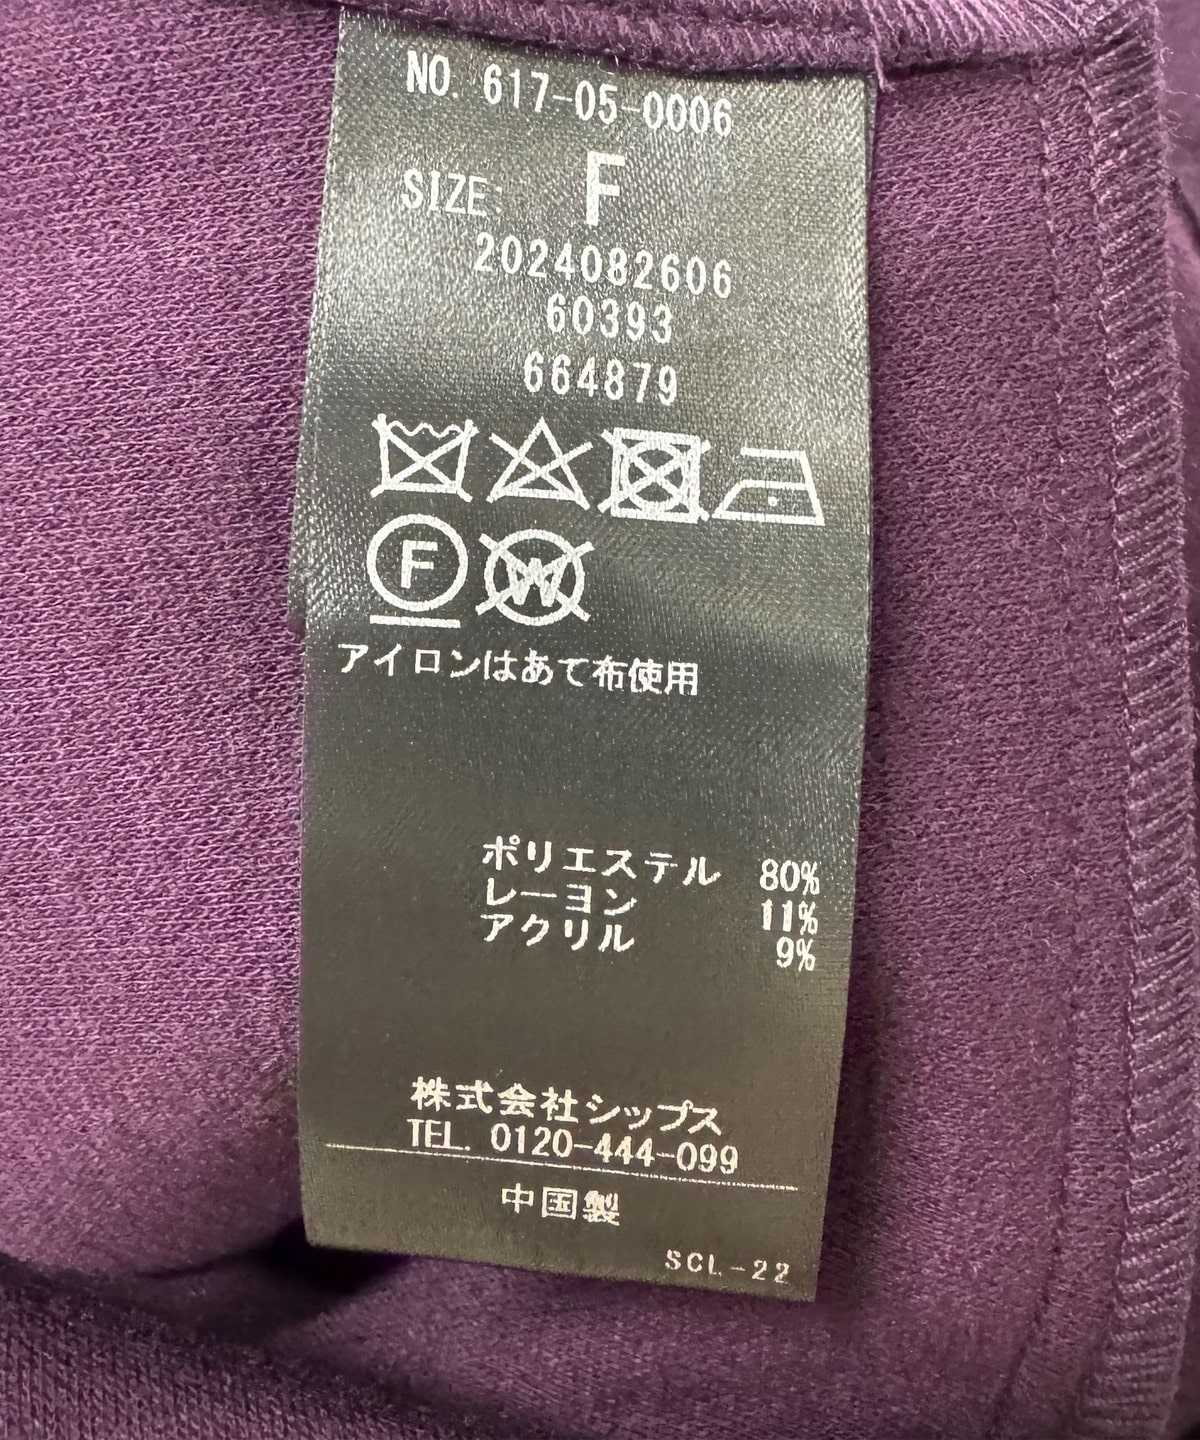 NO. 617-05-0006
SIZE: F
2024082606
60393
664879
F W
アイロンはあて布使用
ポリエステル 80%
レーヨン 11%
アクリル 9%
株式会社シップス
TEL. 0120-444-099
中国製
SCL-22